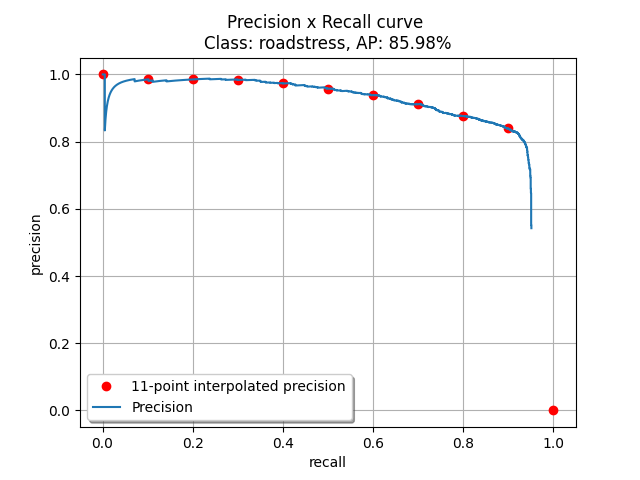 Precision x Recall curve
Class: roadstress, AP: 85.98%
1.0
0.8
0.6
0.4
0.2
0.0
precision
11-point interpolated precision
Precision
0.0 0.2 0.4 0.6 0.8 1.0
recall